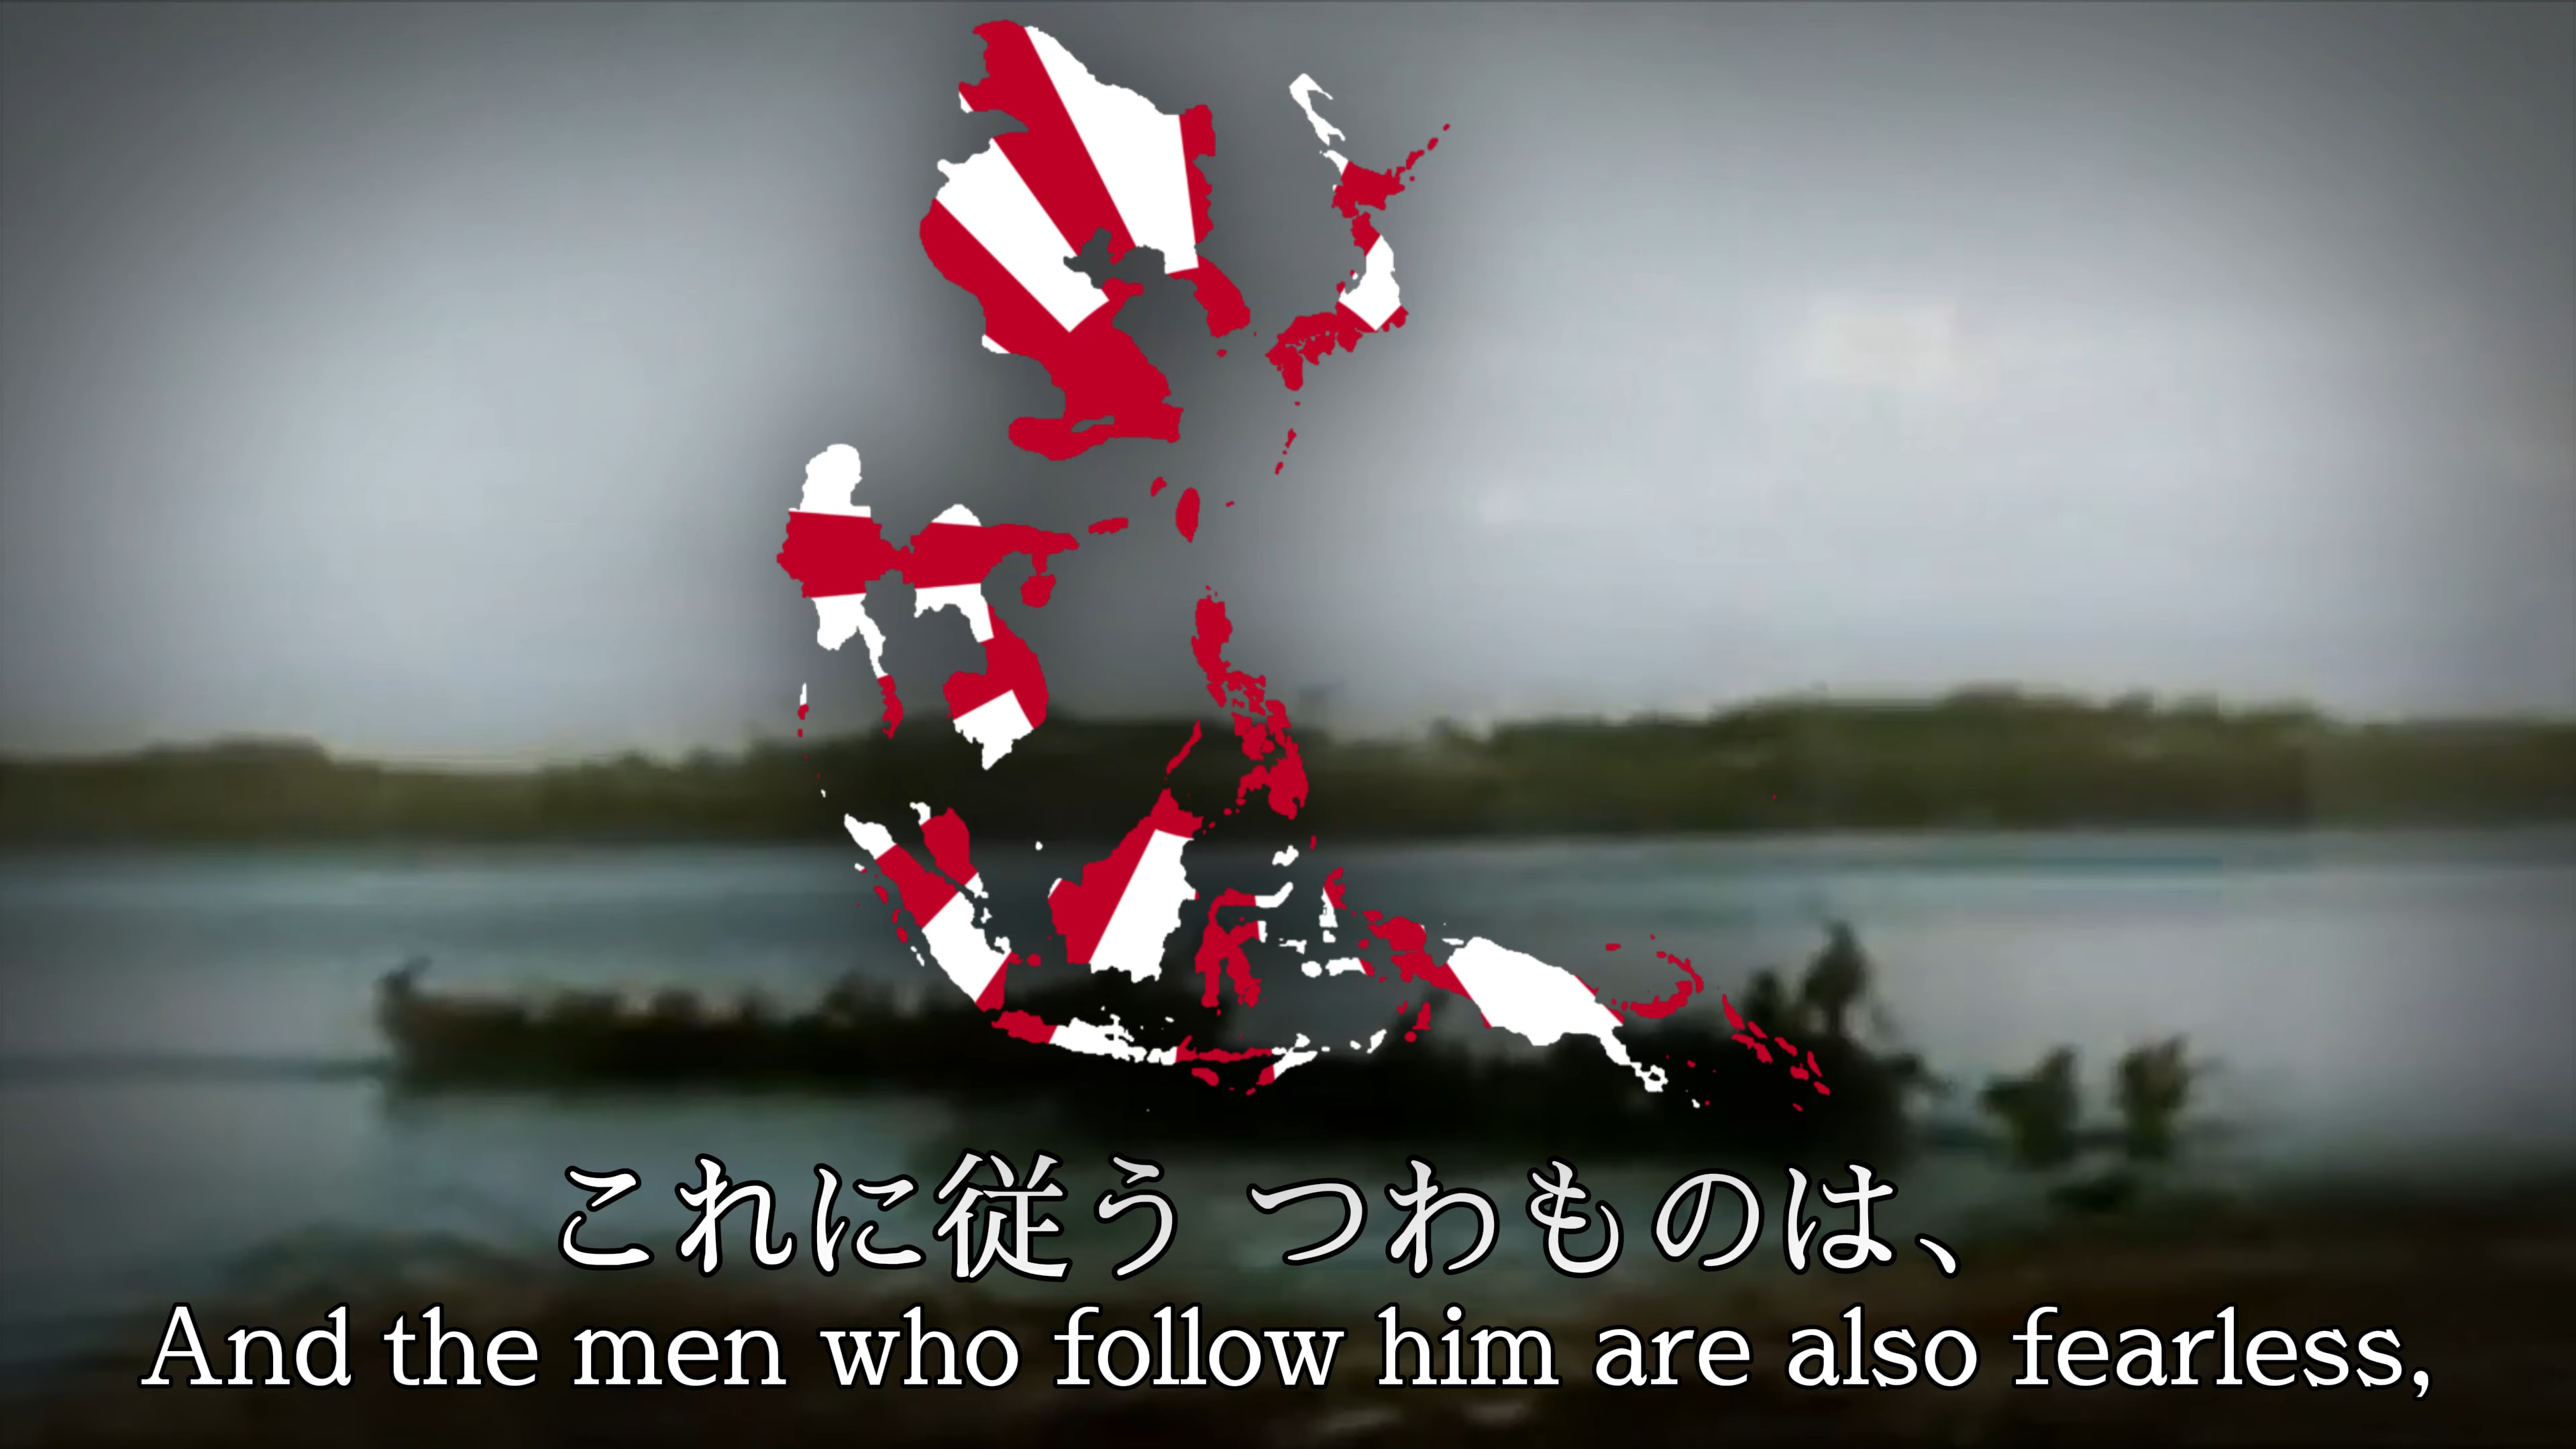 これに従う つわものは、
And the men who follow him are also fearless,